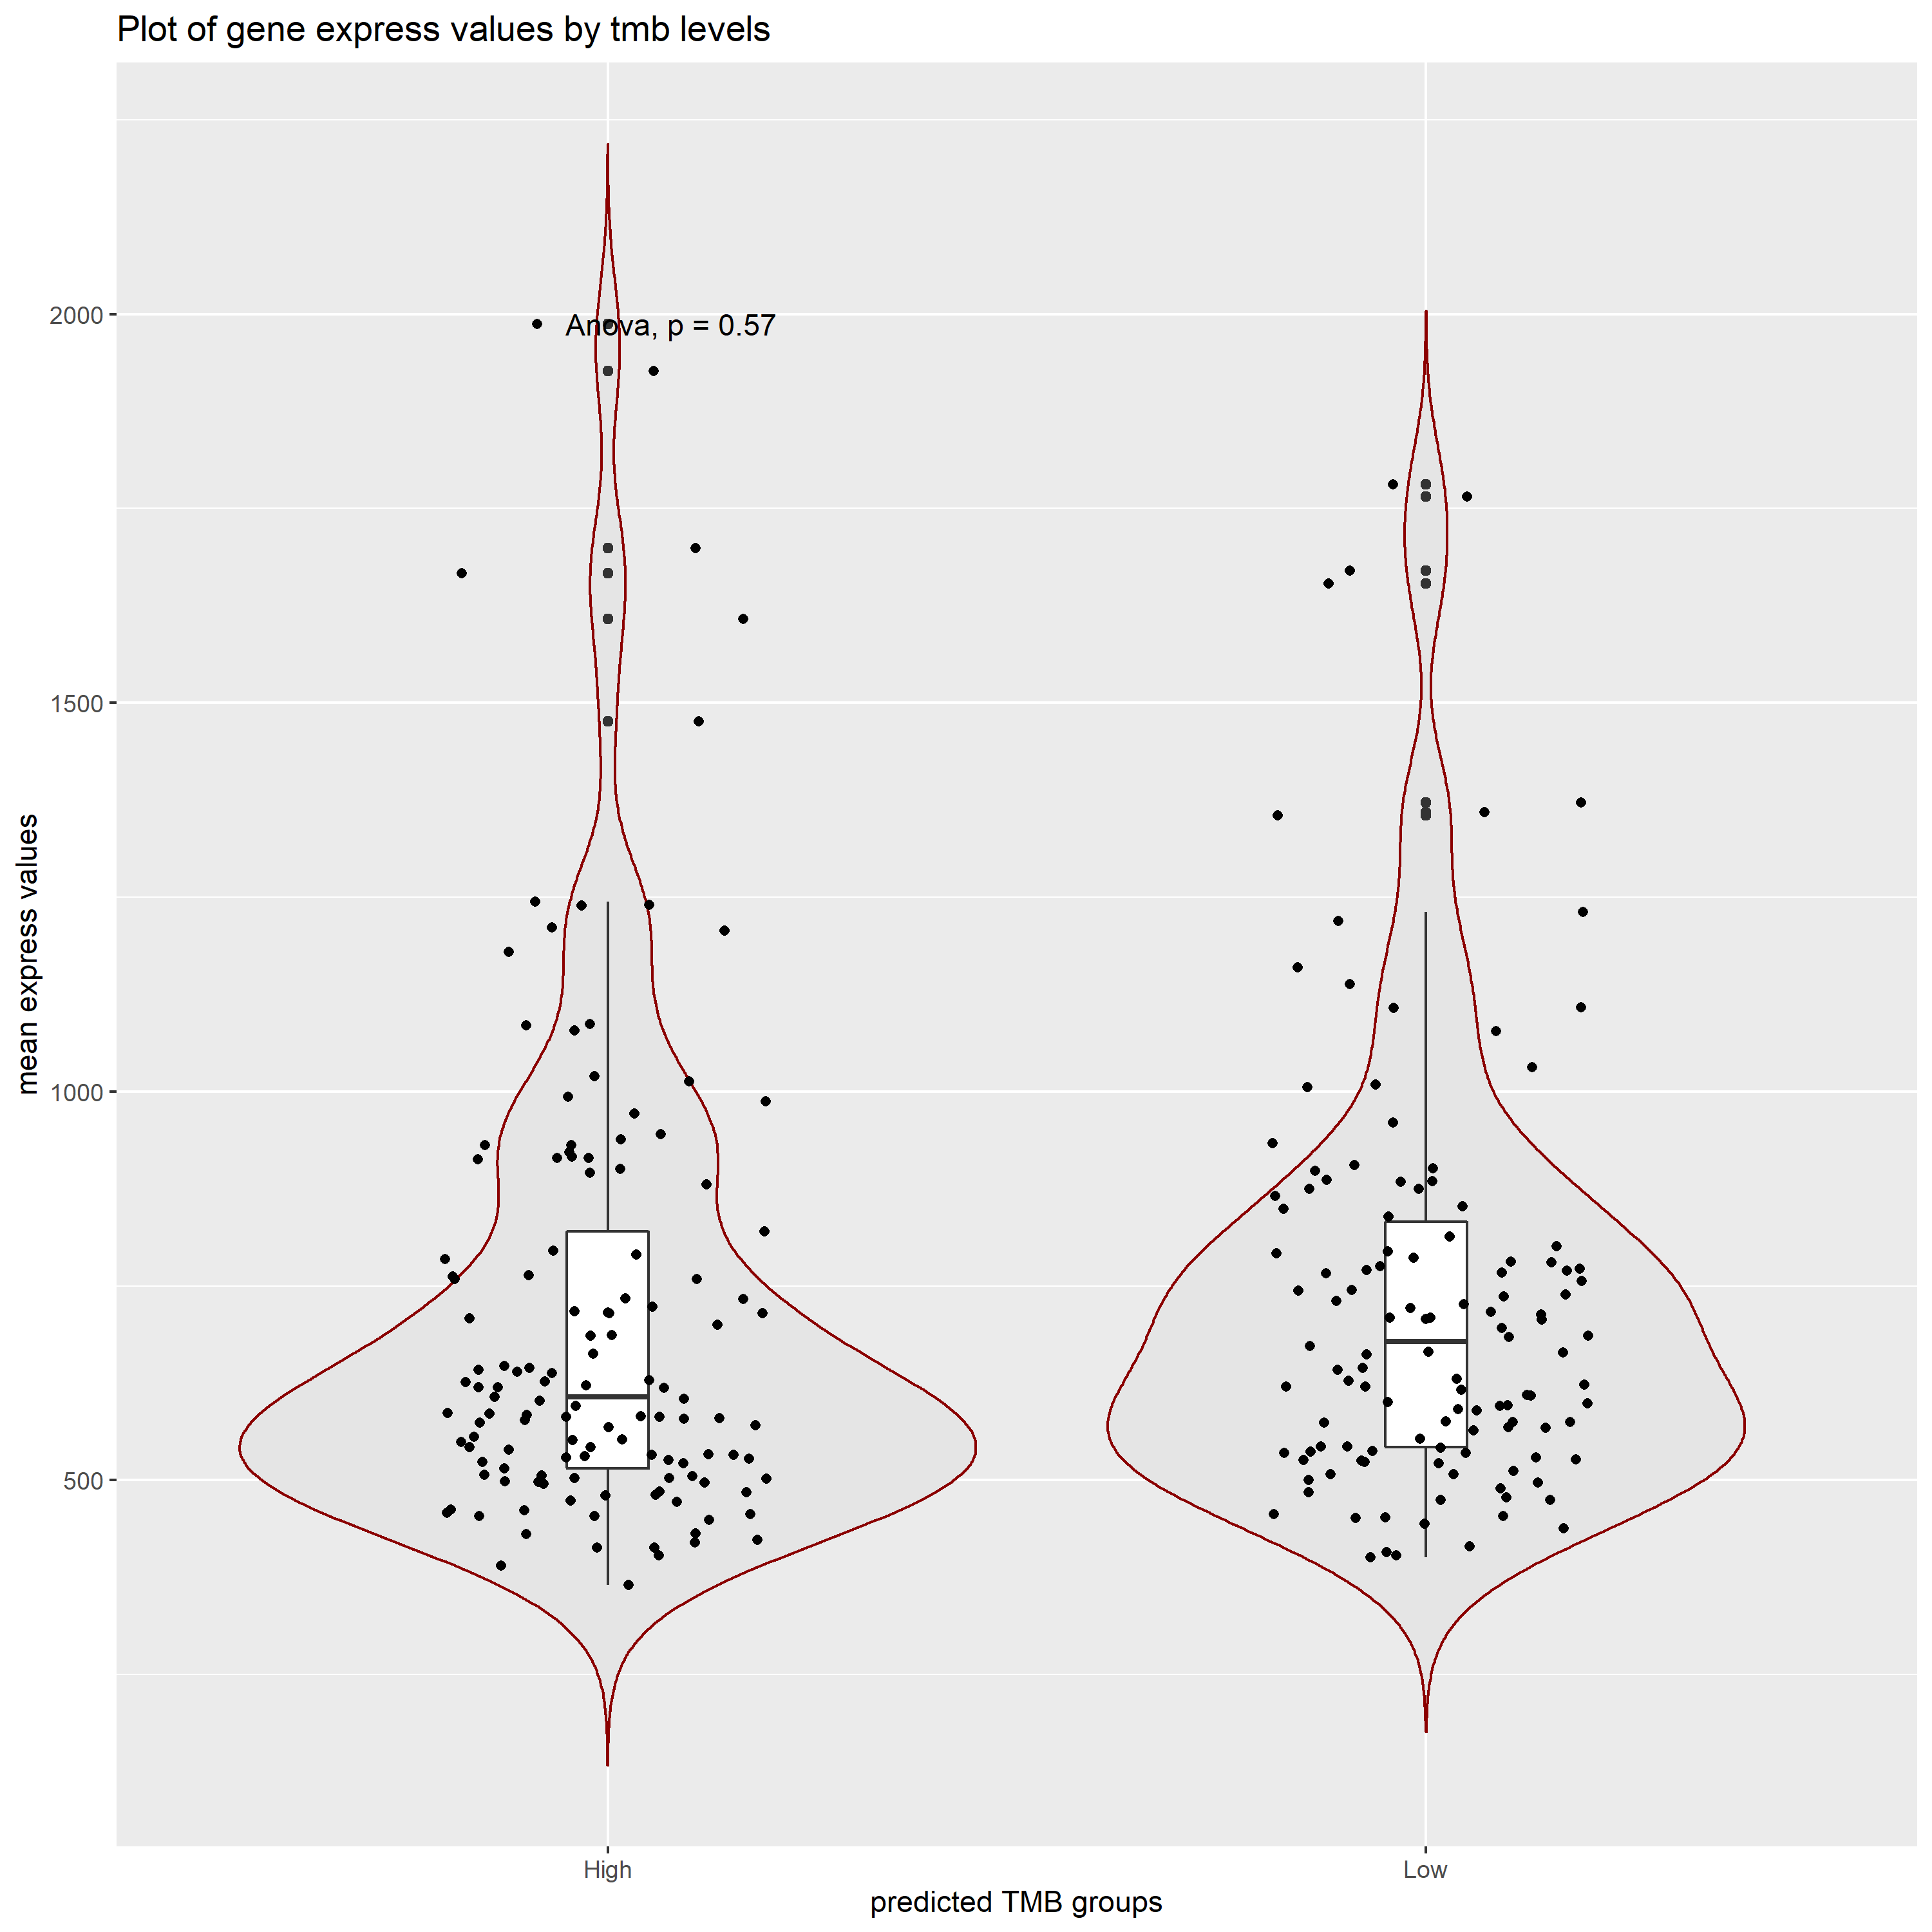 Plot of gene express values by tmb levels
2000
Anova, p = 0.57
1500
mean express values
1000
500
High
Low
predicted TMB groups